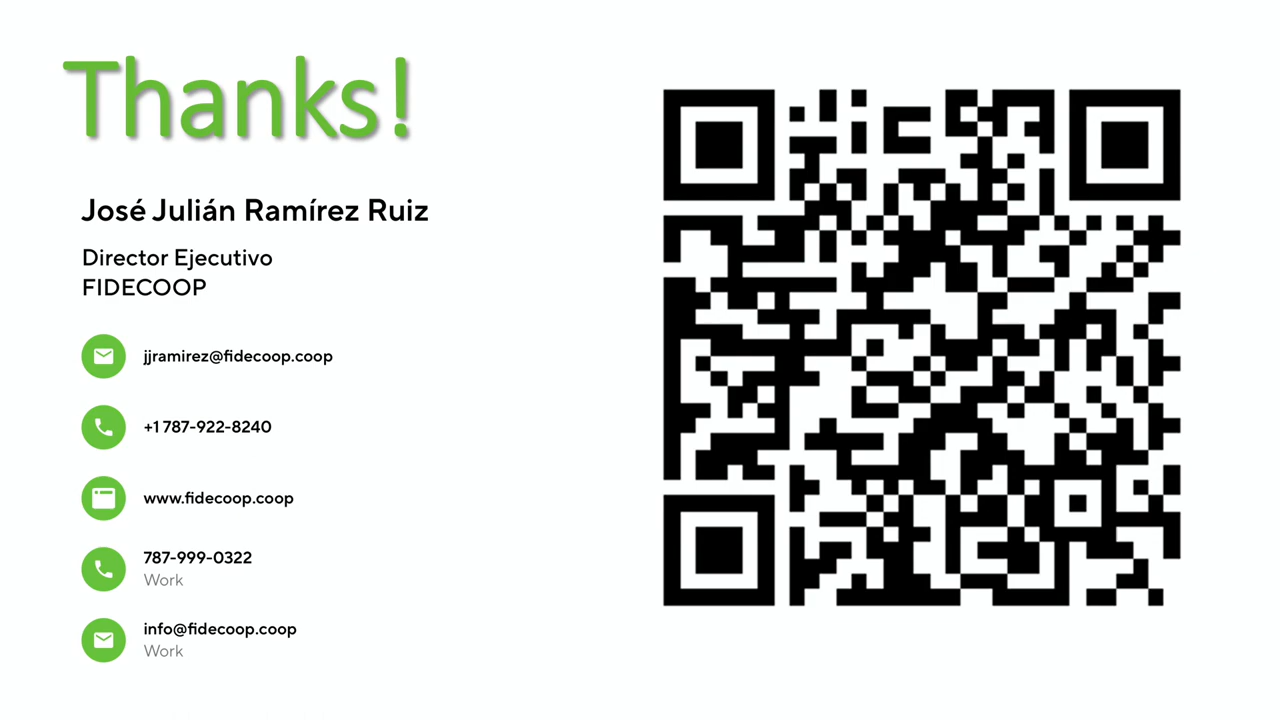 Thanks!
José Julián Ramírez Ruiz
Director Ejecutivo
FIDECOOP
jjramirez@fidecoop.coop
+1 787-922-8240
www.fidecoop.coop
787-999-0322
Work
info@fidecoop.coop
Work